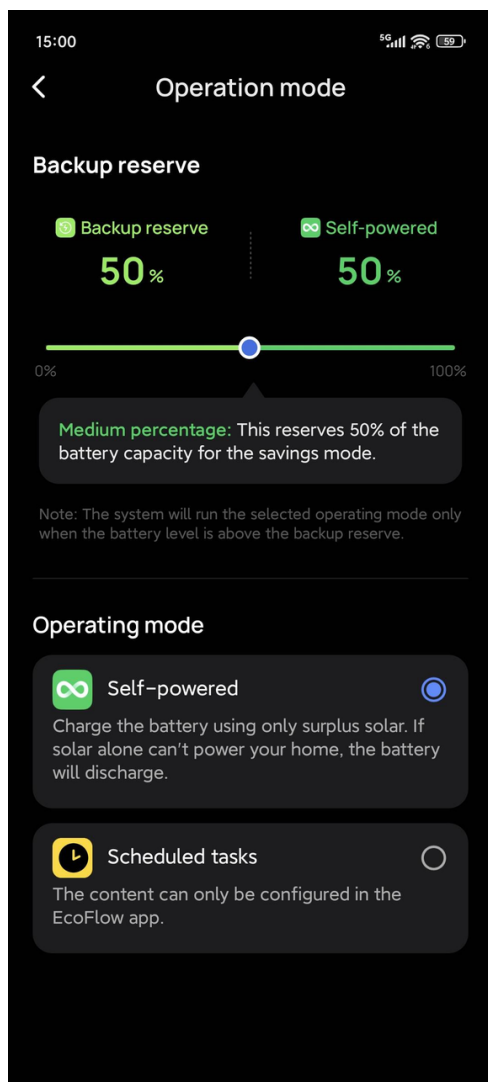 15:00
5G 59
Operation mode
Backup reserve
Backup reserve Self-powered
50% 50%
0% 100%
Medium percentage: This reserves 50% of the
battery capacity for the savings mode.
Note: The system will run the selected operating mode only
when the battery level is above the backup reserve.
Operating mode
Self-powered
Charge the battery using only surplus solar. If
solar alone can't power your home, the battery
will discharge.
Scheduled tasks
The content can only be configured in the
EcoFlow app.